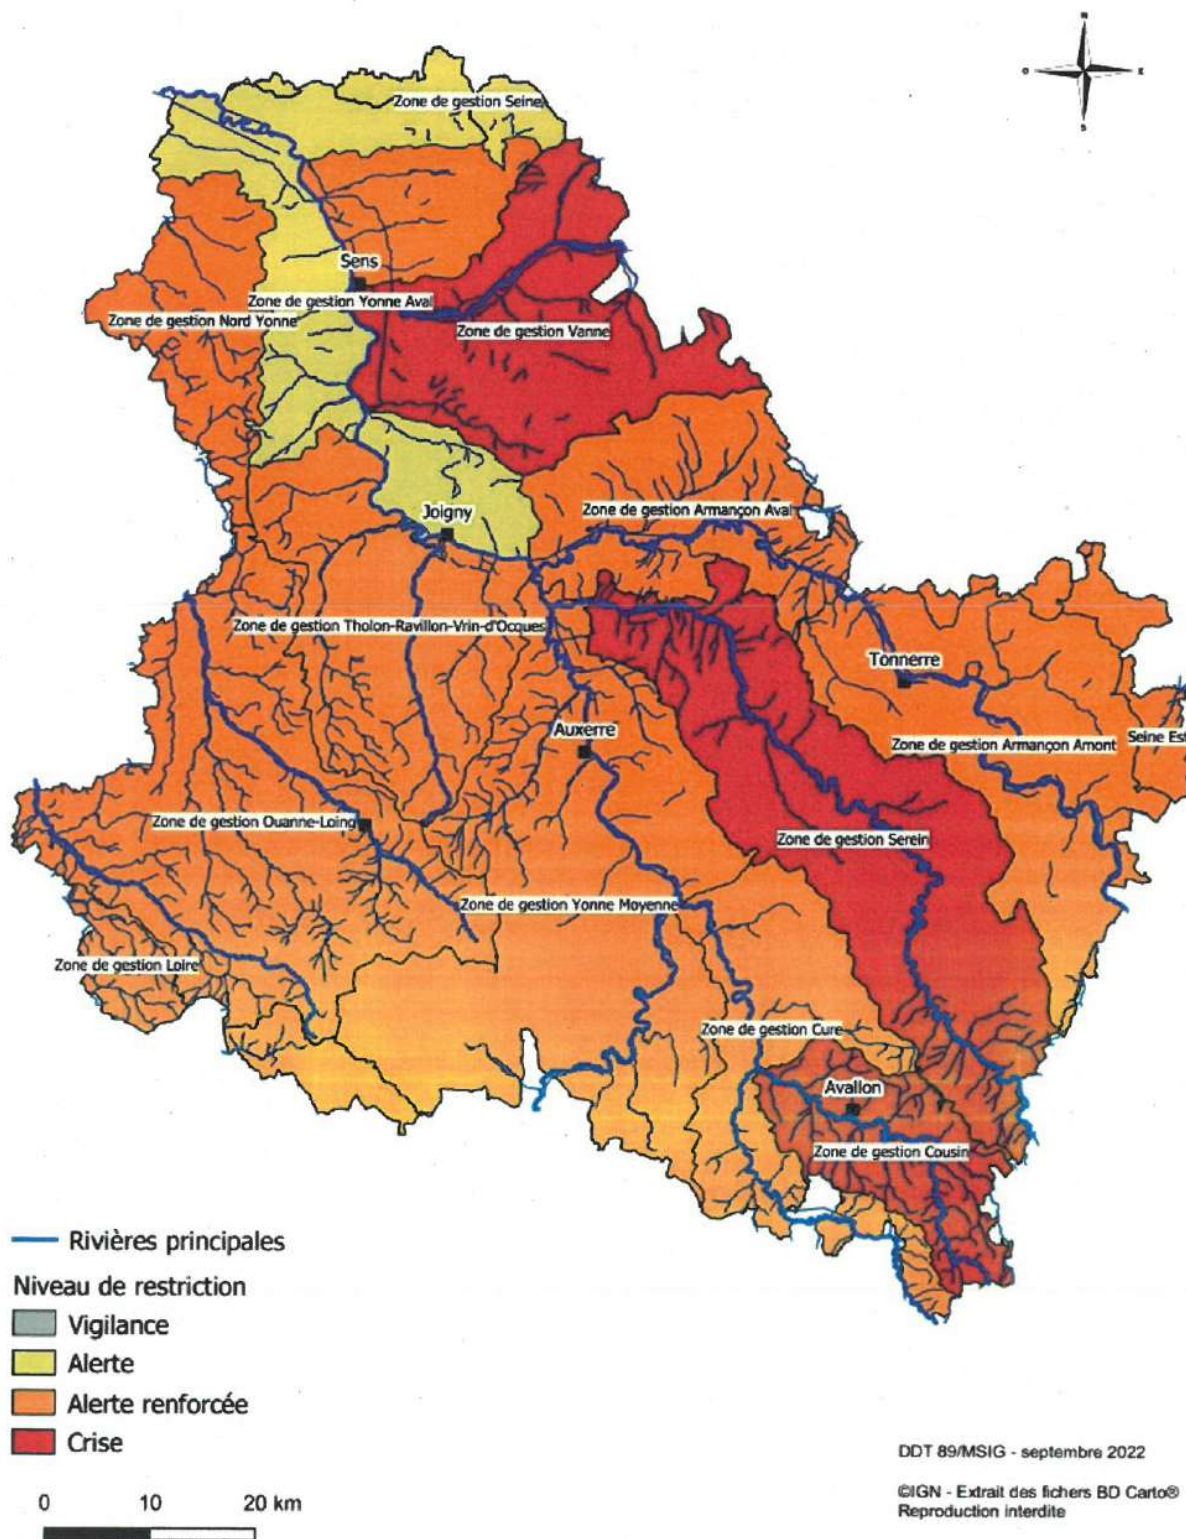 N
O
E
S
Zone de gestion Seine
Sens
Zone de gestion Yonne Aval
Zone de gestion Nord Yonne
Zone de gestion Vanne
Joigny
Zone de gestion Armançon Aval
Zone de gestion Tholon-Ravillon-Vrin-d'Ocques
Tonnerre
Auxerre
Zone de gestion Armançon Amont
Seine Est
Zone de gestion Ouanne-Loing
Zone de gestion Serein
Zone de gestion Yonne Moyenne
Zone de gestion Loire
Zone de gestion Cure
Avallon
Zone de gestion Cousin
Rivières principales
Niveau de restriction
Vigilance
Alerte
Alerte renforcée
Crise
0 10 20 km
DDT 89/MSIG - septembre 2022
©IGN - Extrait des fichers BD Carto®
Reproduction interdite